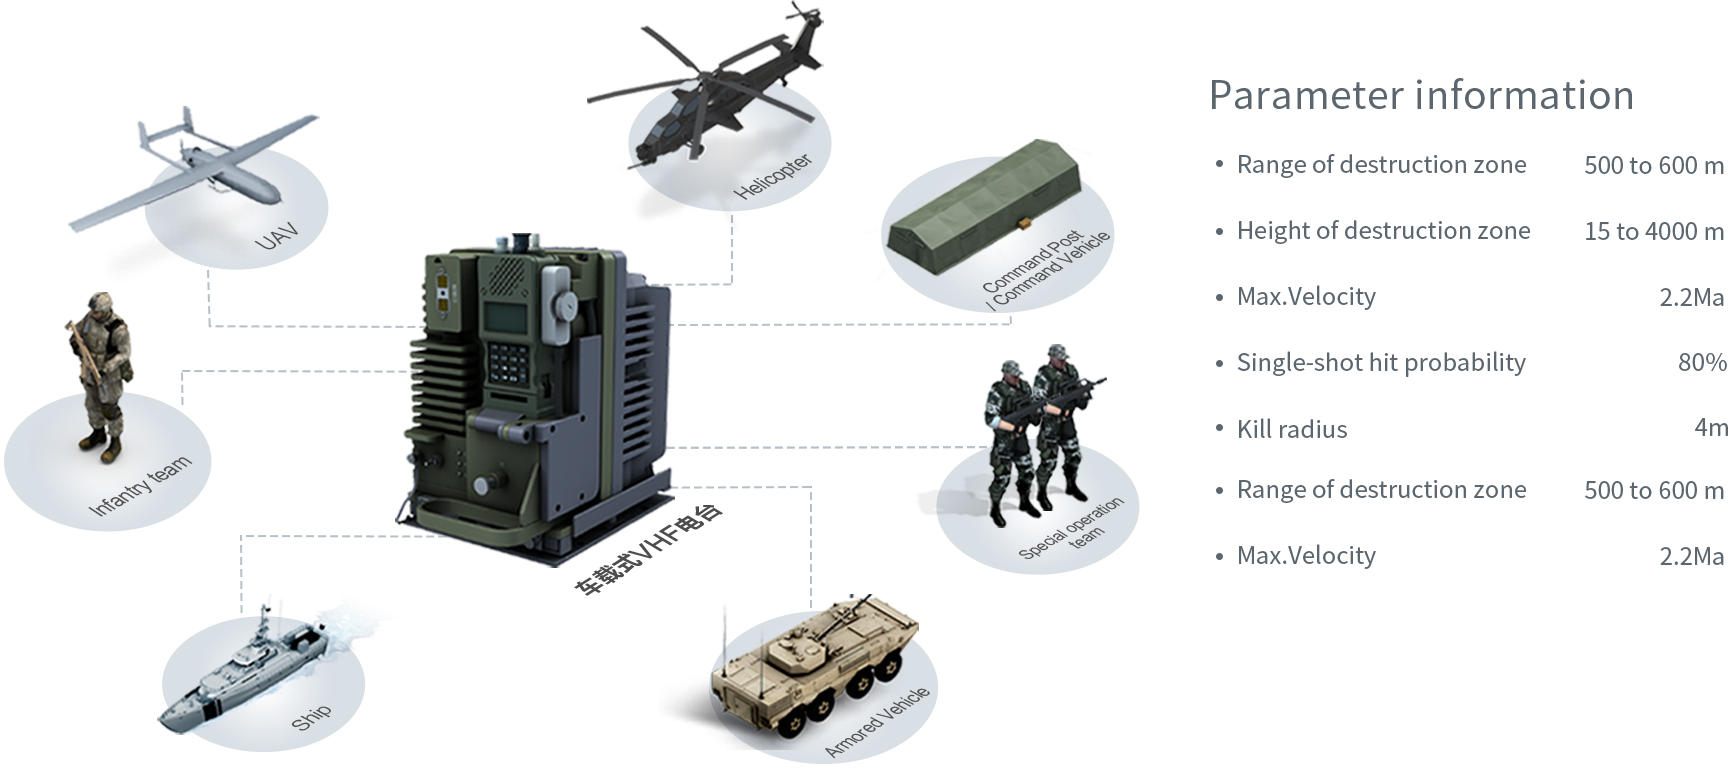 UAV
Helicopter
Command Post
/ Command Vehicle
Infantry team
Special operation
team
车载式VHF电台
Ship
Armored Vehicle
Parameter information
• Range of destruction zone 500 to 600 m
• Height of destruction zone 15 to 4000 m
• Max.Velocity 2.2Ma
• Single-shot hit probability 80%
• Kill radius 4m
• Range of destruction zone 500 to 600 m
• Max.Velocity 2.2Ma